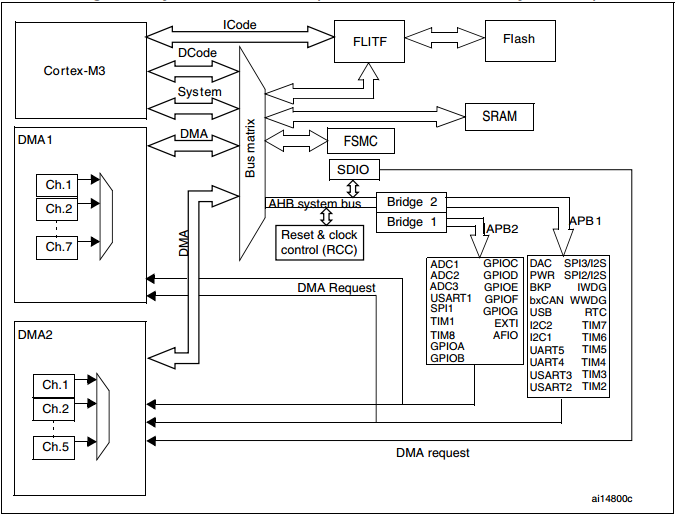 ICode
Cortex-M3
FLITF
Flash
DCode
System
SRAM
DMA1
DMA
Bus matrix
FSMC
SDIO
Ch.1
Ch.2
Ch.7
AHB system bus
Bridge 2
Bridge 1
APB2
APB1
Reset & clock
control (RCC)
DMA
ADC1 GPIOC
ADC2 GPIOD
ADC3 GPIOE
USART1 GPIOF
SPI1 GPIOG
TIM1 EXTI
TIM8 AFIO
GPIOA
GPIOB
DAC SPI3/I2S
PWR SPI2/I2S
BKP IWDG
bxCAN WWDG
USB RTC
I2C2 TIM7
I2C1 TIM6
UART5 TIM5
UART4 TIM4
USART3 TIM3
USART2 TIM2
DMA Request
DMA2
Ch.1
Ch.2
Ch.5
DMA request
ai14800c